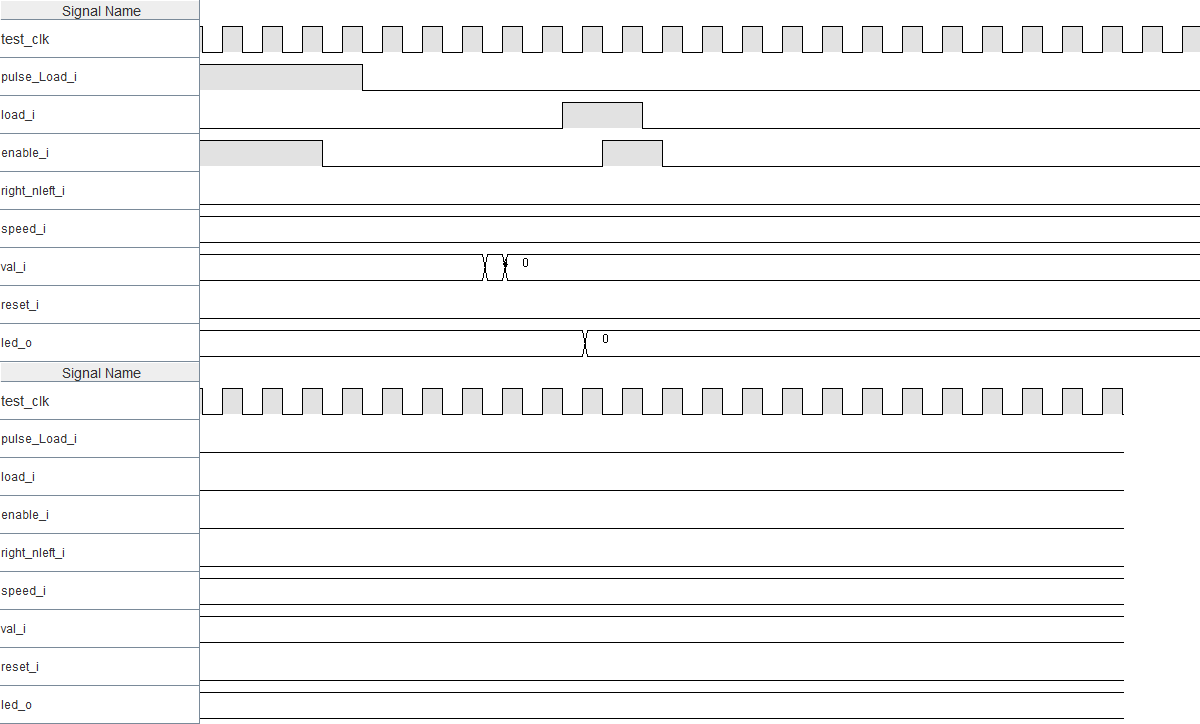 Signal Name
test_clk
pulse_Load_i
load_i
enable_i
right_nleft_i
speed_i
val_i 0
reset_i
led_o 0
Signal Name
test_clk
pulse_Load_i
load_i
enable_i
right_nleft_i
speed_i
val_i
reset_i
led_o